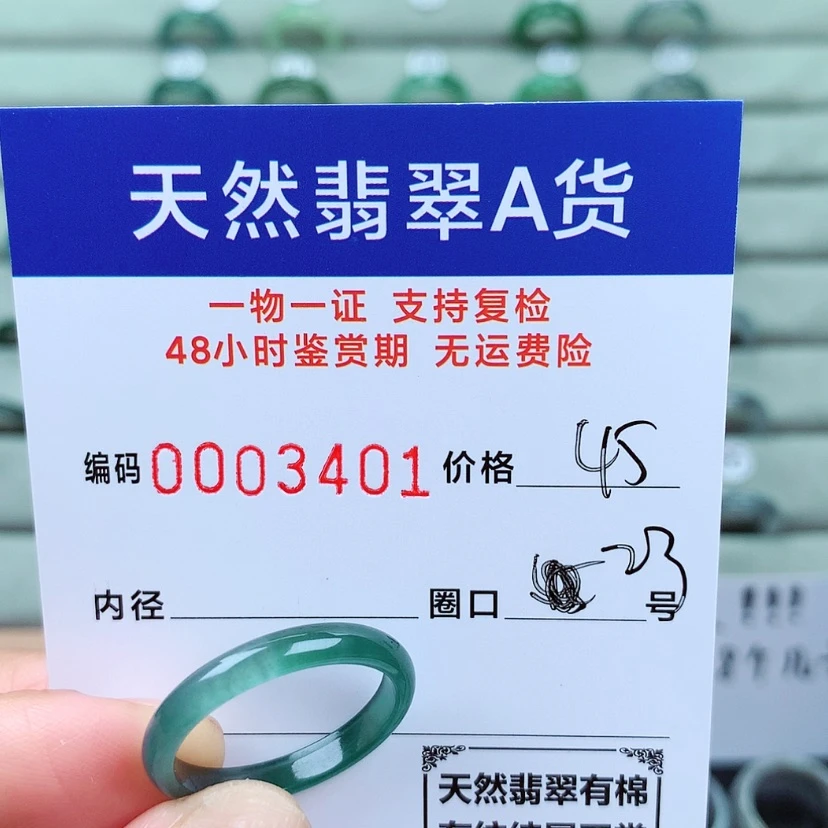 天然翡翠A货
一物一证 支持复检
48小时鉴赏期 无运费险
编码 0003401 价格 45
内径 圈口 23 号
天然翡翠有棉